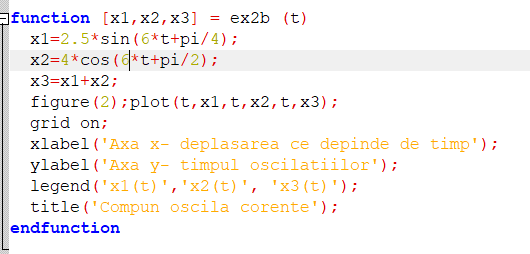 function [x1,x2,x3] = ex2b (t)
x1=2.5*sin(6*t+pi/4);
x2=4*cos(6*t+pi/2);
x3=x1+x2;
figure(2);plot(t,x1,t,x2,t,x3);
grid on;
xlabel('Axa x- deplasarea ce depinde de timp');
ylabel('Axa y- timpul oscilatiilor');
legend('x1(t)','x2(t)', 'x3(t)');
title('Compun oscila corente');
endfunction